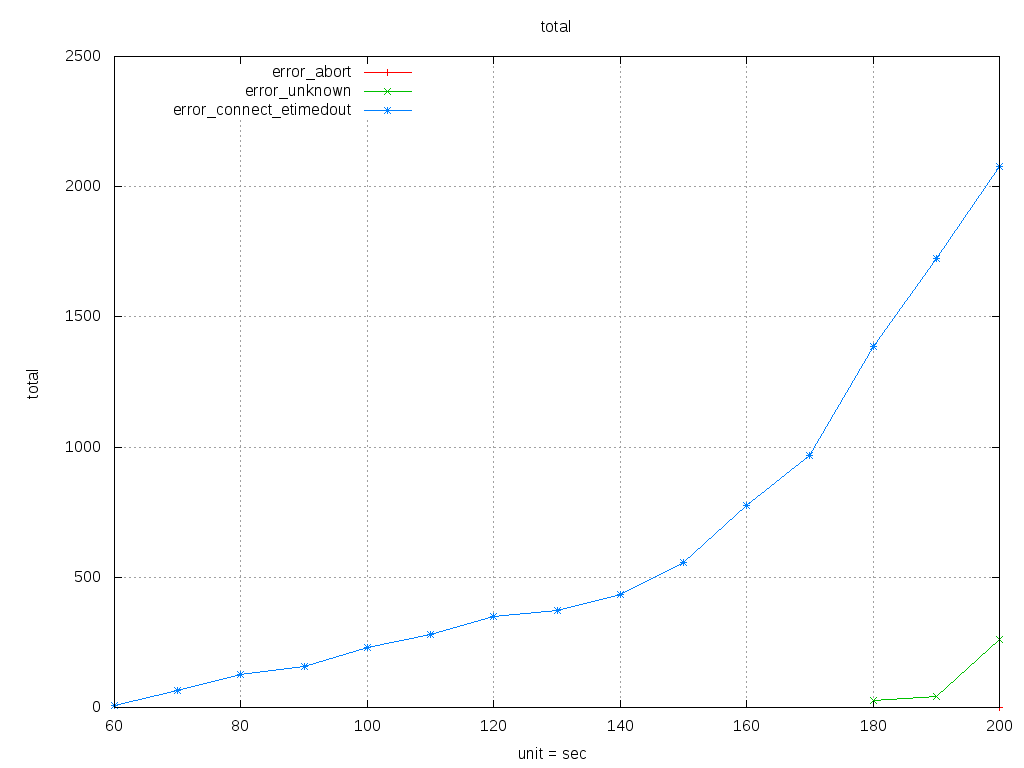 total
2500
2000
1500
1000
500
0
error_abort
error_unknown
error_connect_etimedout
total
60 80 100 120 140 160 180 200
unit = sec